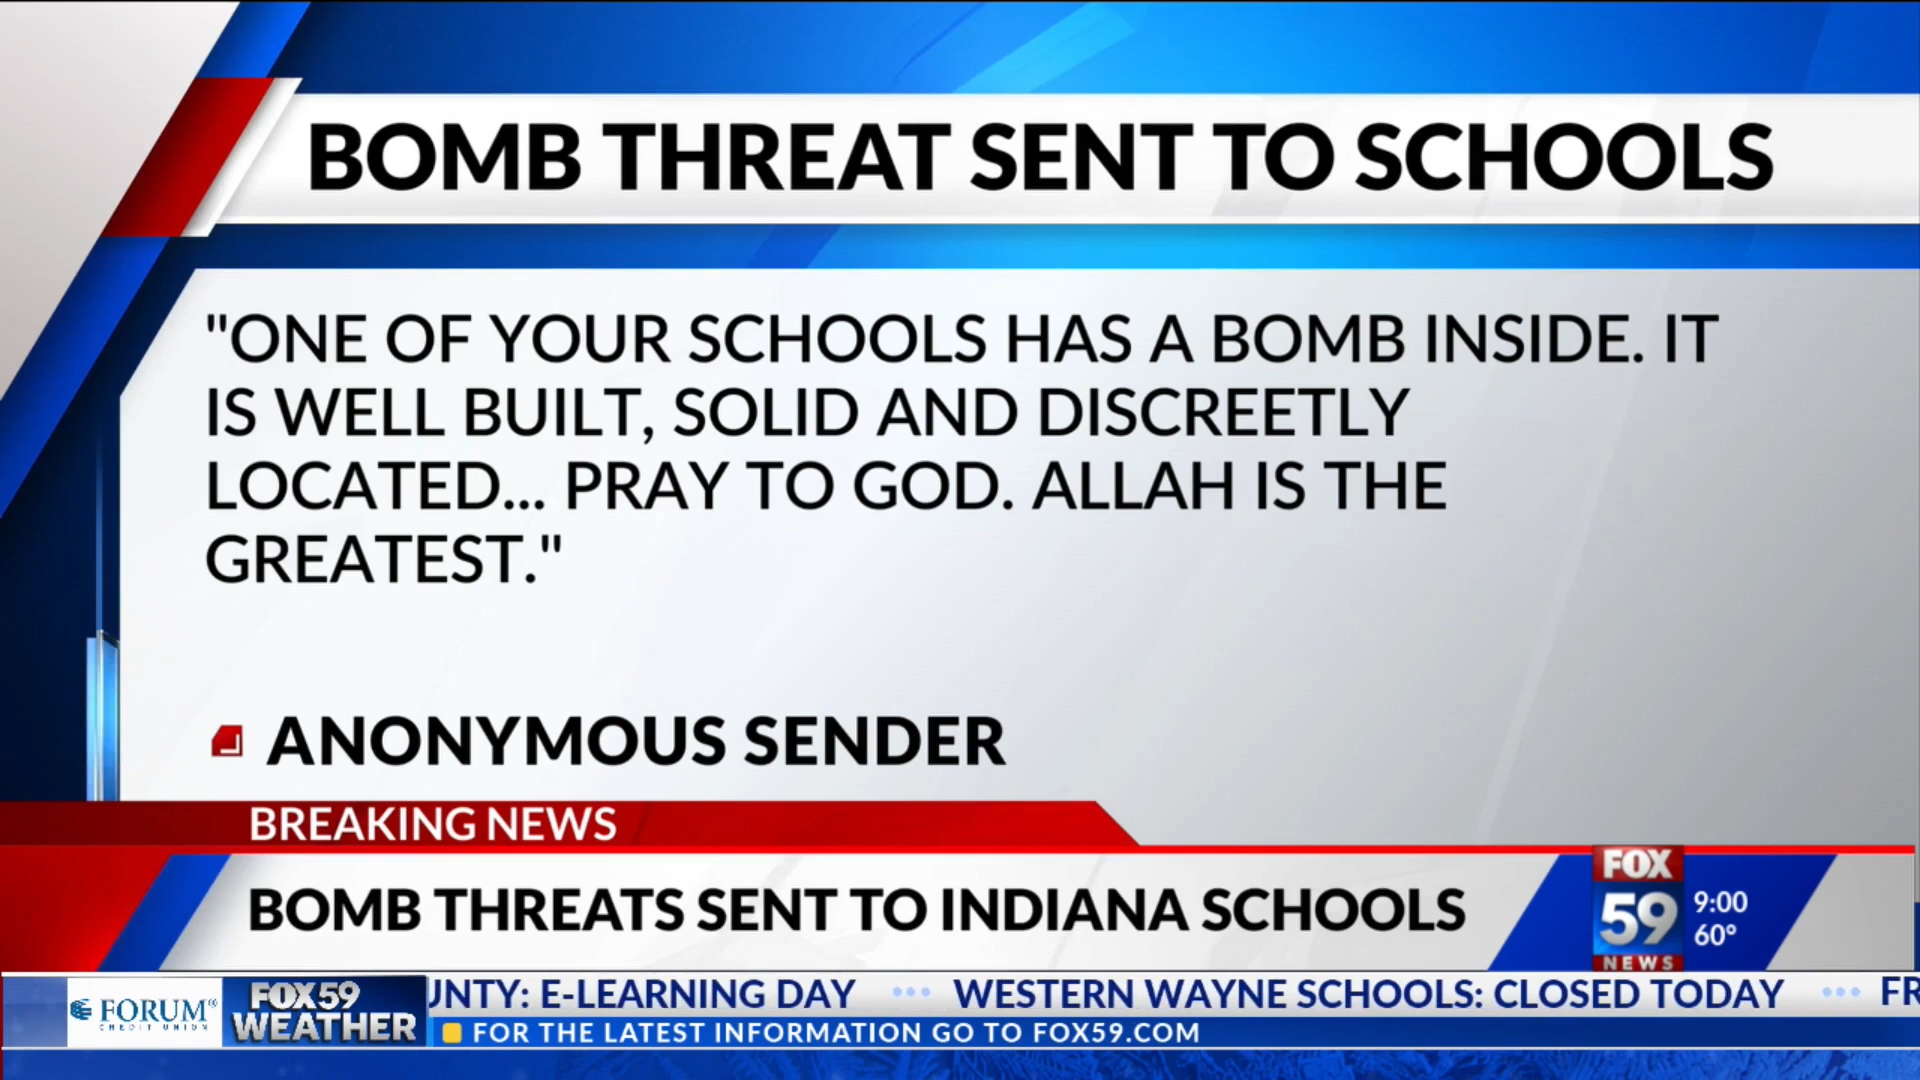 BOMB THREAT SENT TO SCHOOLS
"ONE OF YOUR SCHOOLS HAS A BOMB INSIDE. IT
IS WELL BUILT, SOLID AND DISCREETLY
LOCATED... PRAY TO GOD. ALLAH IS THE
GREATEST."
ANONYMOUS SENDER
BREAKING NEWS
BOMB THREATS SENT TO INDIANA SCHOOLS
FOX
59
NEWS
9:00
60°
FORUM
CREDIT UNION
FOX59
WEATHER
UNTY: E-LEARNING DAY ••• WESTERN WAYNE SCHOOLS: CLOSED TODAY ••• FR
FOR THE LATEST INFORMATION GO TO FOX59.COM